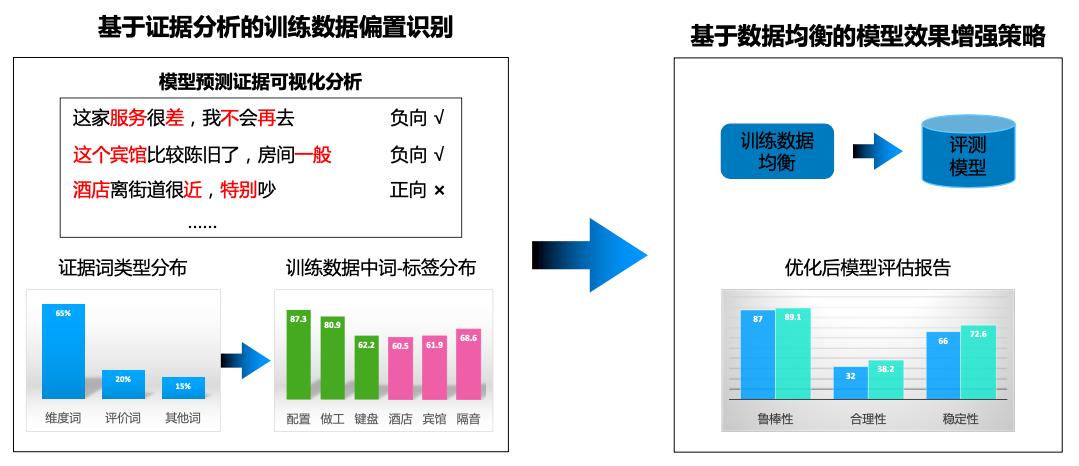 基于证据分析的训练数据偏置识别
模型预测证据可视化分析
这家服务很差，我不会再去 负向 √
这个宾馆比较陈旧了，房间一般 负向 √
酒店离街道很近，特别吵 正向 ×
......
证据词类型分布
65%
20%
15%
维度词 评价词 其他词
训练数据中词-标签分布
87.3
80.9
62.2
60.5
61.9
68.6
配置 做工 键盘 酒店 宾馆 隔音
基于数据均衡的模型效果增强策略
训练数据
均衡
评测
模型
优化后模型评估报告
87
89.1
32
38.2
66
72.6
鲁棒性 合理性 稳定性